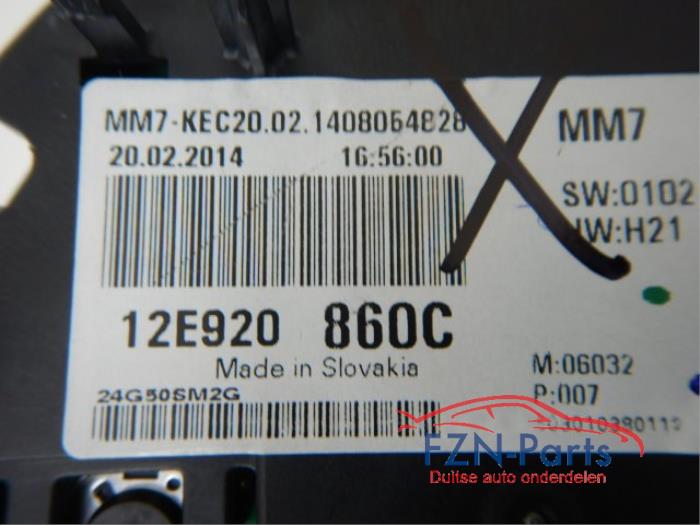 MM7-KEC20.02.1408064828
20.02.2014 16:56:00
MM7
SW:0102
HW:H21
12E920 860C
Made in Slovakia
24G50SM2G
M:06032
P:007
FZN-Parts
Duitse auto onderdelen